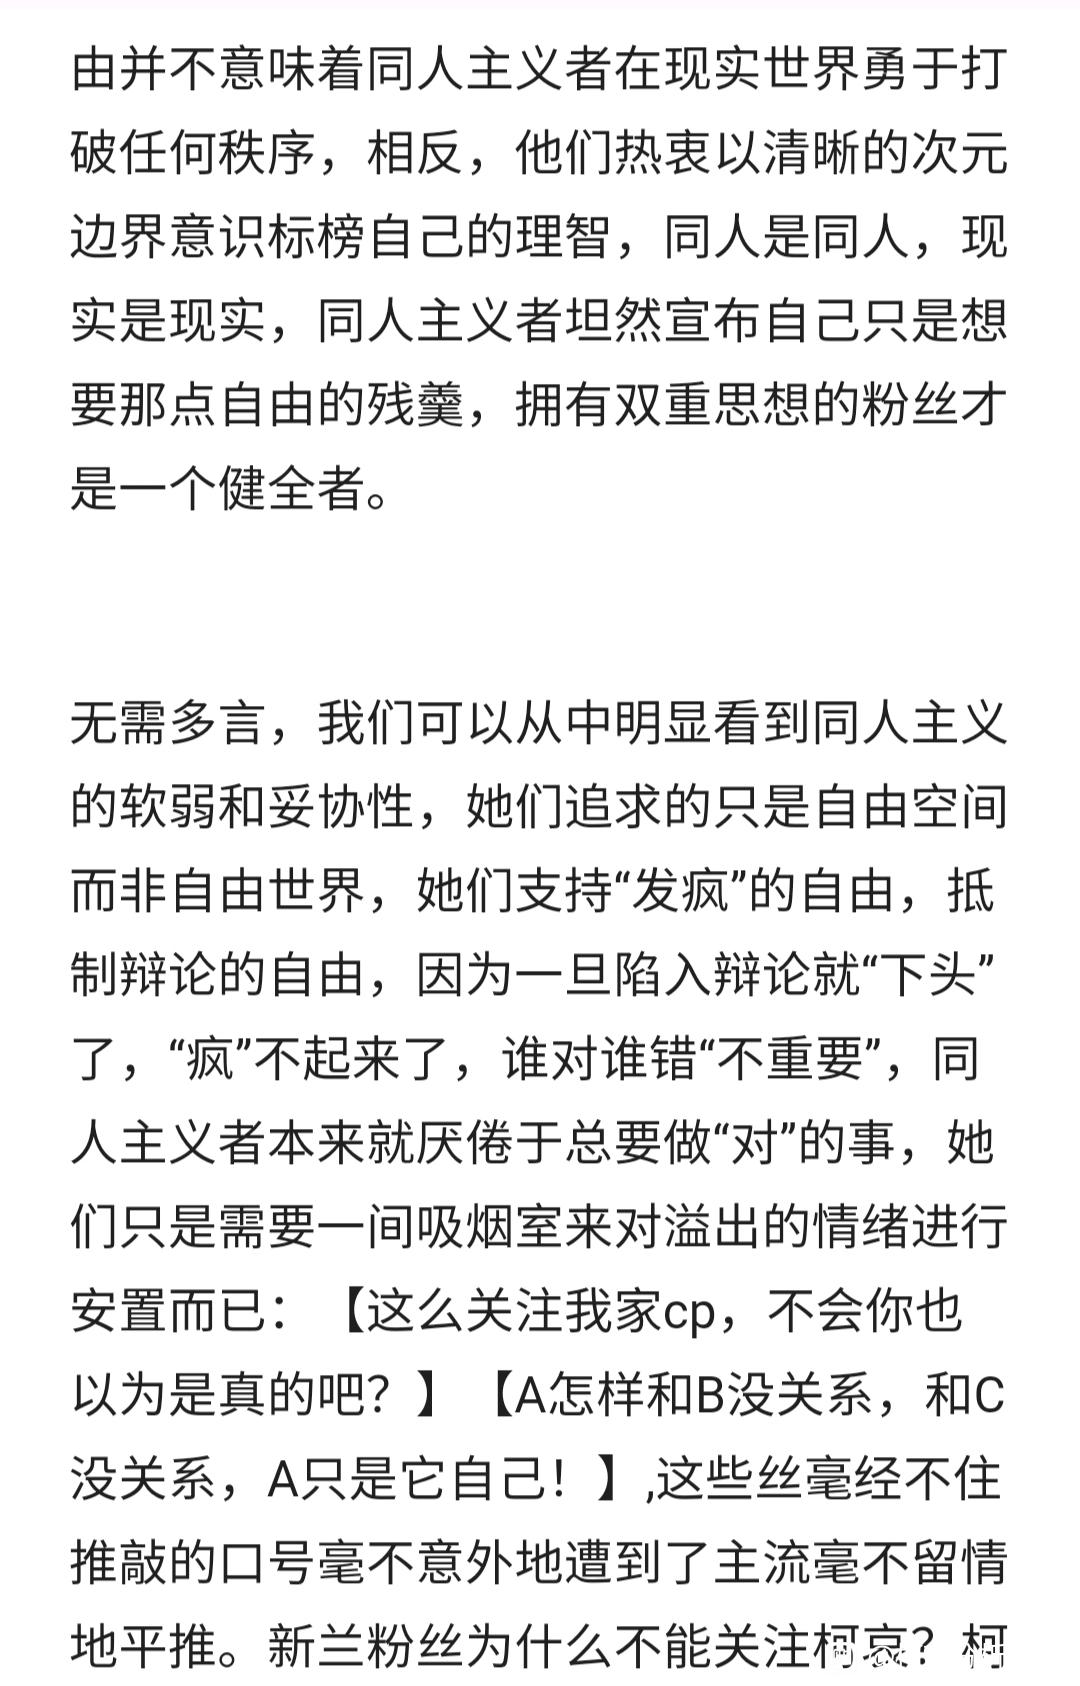 由并不意味着同人主义者在现实世界勇于打
破任何秩序，相反，他们热衷以清晰的次元
边界意识标榜自己的理智，同人是同人，现
实是现实，同人主义者坦然宣布自己只是想
要那点自由的残羹，拥有双重思想的粉丝才
是一个健全者。
无需多言，我们可以从中明显看到同人主义
的软弱和妥协性，她们追求的只是自由空间
而非自由世界，她们支持“发疯”的自由，抵
制辩论的自由，因为一旦陷入辩论就“下头”
了，“疯”不起来了，谁对谁错“不重要”，同
人主义者本来就厌倦于总要做“对”的事，她
们只是需要一间吸烟室来对溢出的情绪进行
安置而已：【这么关注我家cp，不会你也
以为是真的吧？】【A怎样和B没关系，和C
没关系，A只是它自己！】,这些丝毫经不住
推敲的口号毫不意外地遭到了主流毫不留情
地平推。新兰粉丝为什么不能关注柯哀？柯